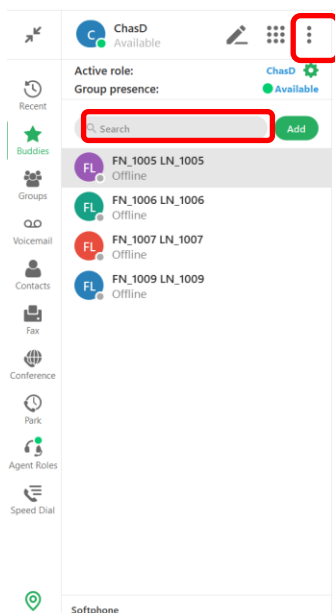 C
ChasD
Available
Active role: ChasD
Group presence: Available
Search
Add
Recent
Buddies
Groups
Voicemail
Contacts
Fax
Conference
Park
Agent Roles
Speed Dial
FL
FN_1005 LN_1005
Offline
FL
FN_1006 LN_1006
Offline
FL
FN_1007 LN_1007
Offline
FL
FN_1009 LN_1009
Offline
Softphone